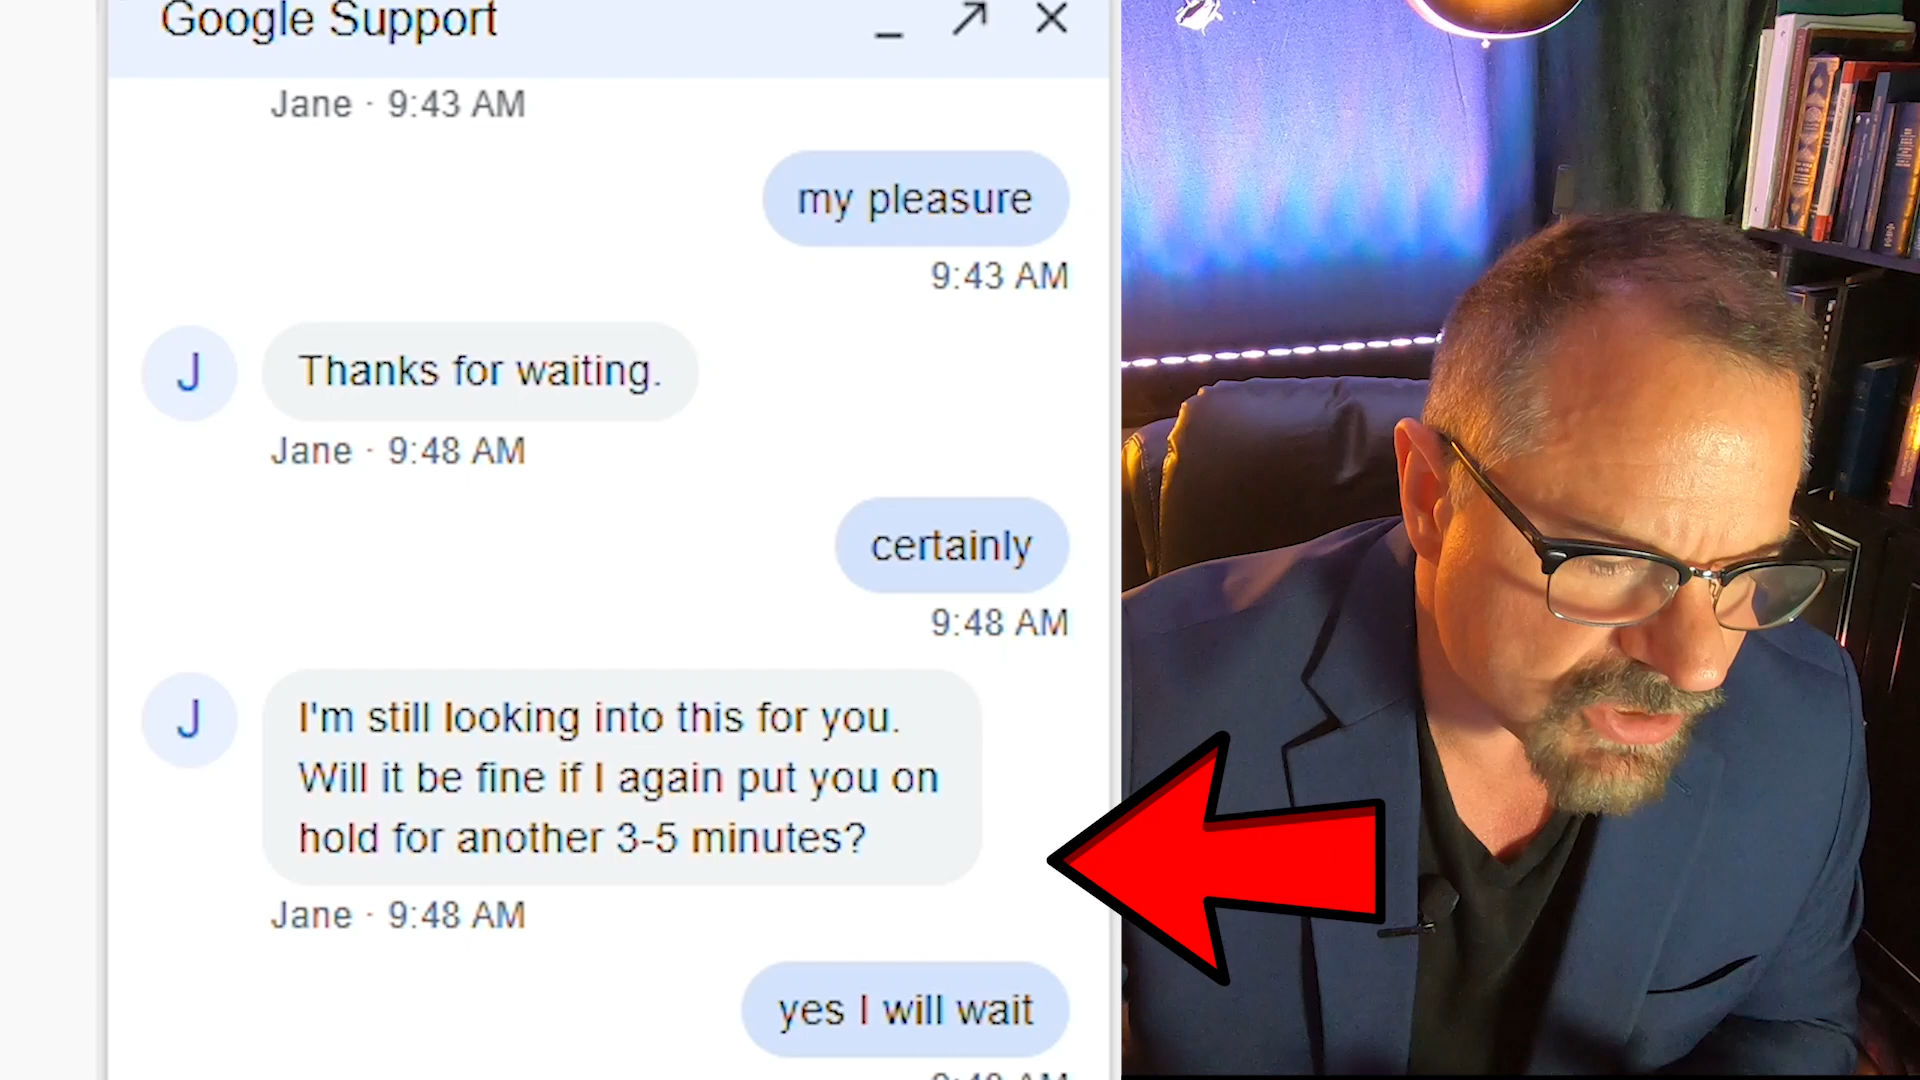 Google Support
Jane · 9:43 AM
my pleasure
9:43 AM
J
Thanks for waiting.
Jane · 9:48 AM
certainly
9:48 AM
J
I'm still looking into this for you.
Will it be fine if I again put you on
hold for another 3-5 minutes?
Jane · 9:48 AM
yes I will wait